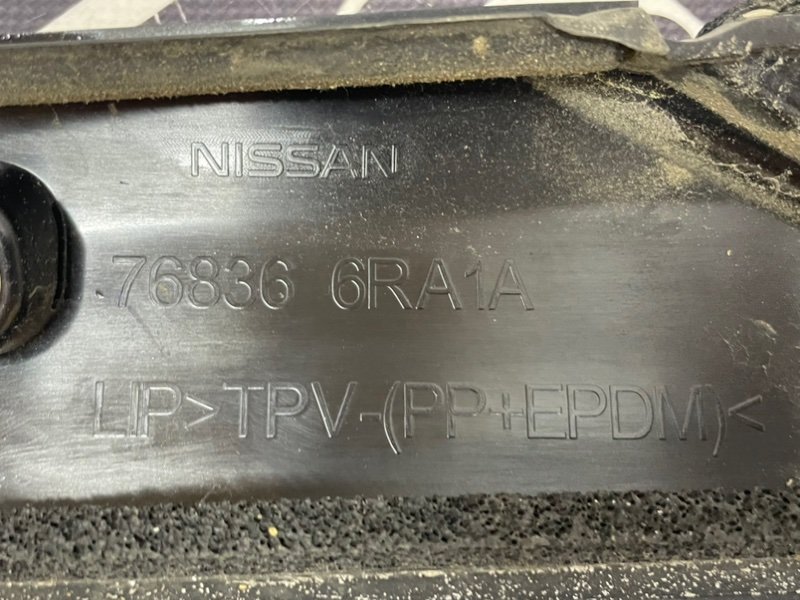 NISSAN
76836 6RA1A
LIP>TPV-(PP+EPDM)<